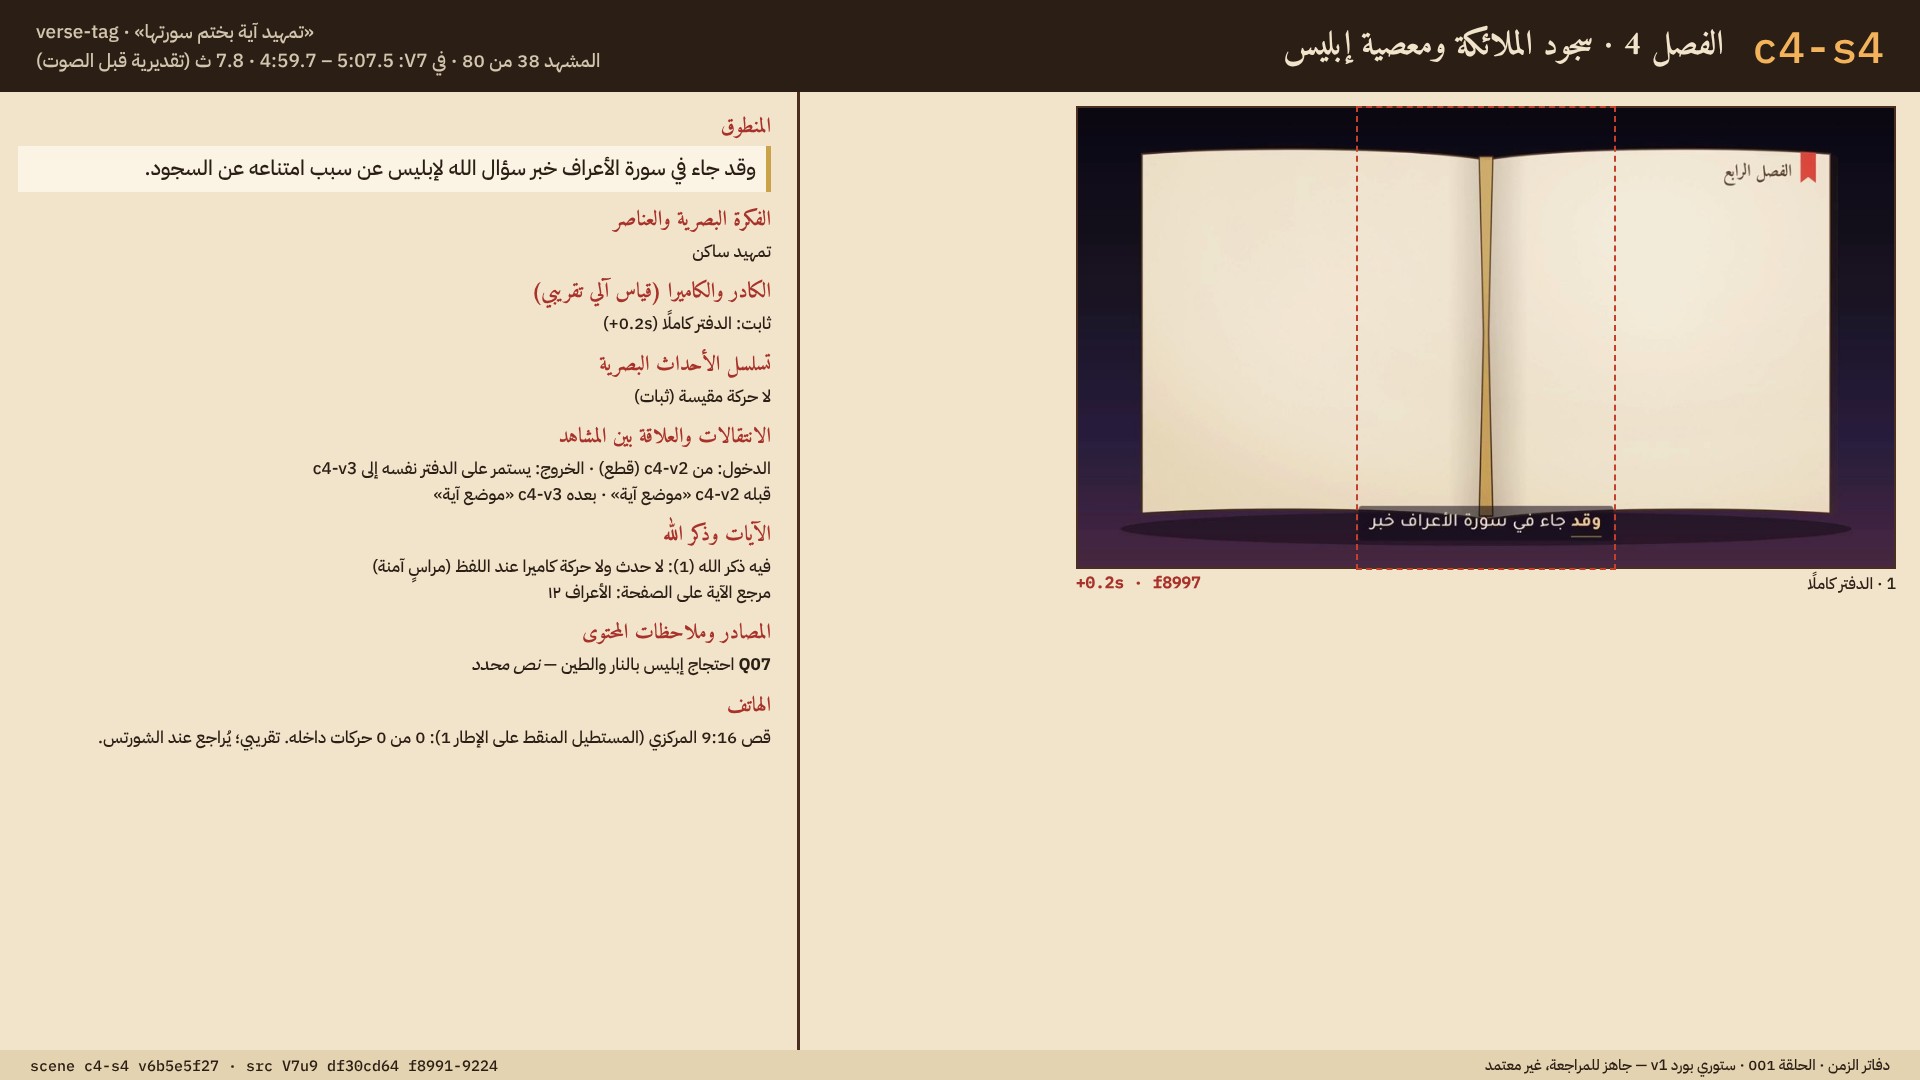 c4-s4 الفصل 4 · سجود الملائكة ومعصية إبليس
verse-tag · «تمهيد آية بختم سورتها»
المشهد 38 من 80 · في V7: 4:59.7 – 5:07.5 · 7.8 ث (تقديرية قبل الصوت)
الفصل الرابع
وقد جاء في سورة الأعراف خبر
1 · الدفتر كاملًا
+0.2s · f8997
المنطوق
وقد جاء في سورة الأعراف خبر سؤال الله لإبليس عن سبب امتناعه عن السجود.
الفكرة البصرية والعناصر
تمهيد ساكن
الكادر والكاميرا (قياس آلي تقريبي)
ثابت: الدفتر كاملًا (+0.2s)
تسلسل الأحداث البصرية
لا حركة مقيسة (ثبات)
الانتقالات والعلاقة بين المشاهد
الدخول: من c4-v2 (قطع) · الخروج: يستمر على الدفتر نفسه إلى c4-v3
قبله c4-v2 «موضع آية» · بعده c4-v3 «موضع آية»
الآيات وذكر الله
فيه ذكر الله (1): لا حدث ولا حركة كاميرا عند اللفظ (مراسٍ آمنة)
مرجع الآية على الصفحة: الأعراف ١٢
المصادر وملاحظات المحتوى
Q07 احتجاج إبليس بالنار والطين — نص محدد
الهاتف
قص 9:16 المركزي (المستطيل المنقط على الإطار 1): 0 من 0 حركات داخله. تقريبي؛ يُراجع عند الشورتس.
دفاتر الزمن · الحلقة 001 · ستوري بورد v1 — جاهز للمراجعة، غير معتمد
scene c4-s4 v6b5e5f27 · src V7u9 df30cd64 f8991-9224